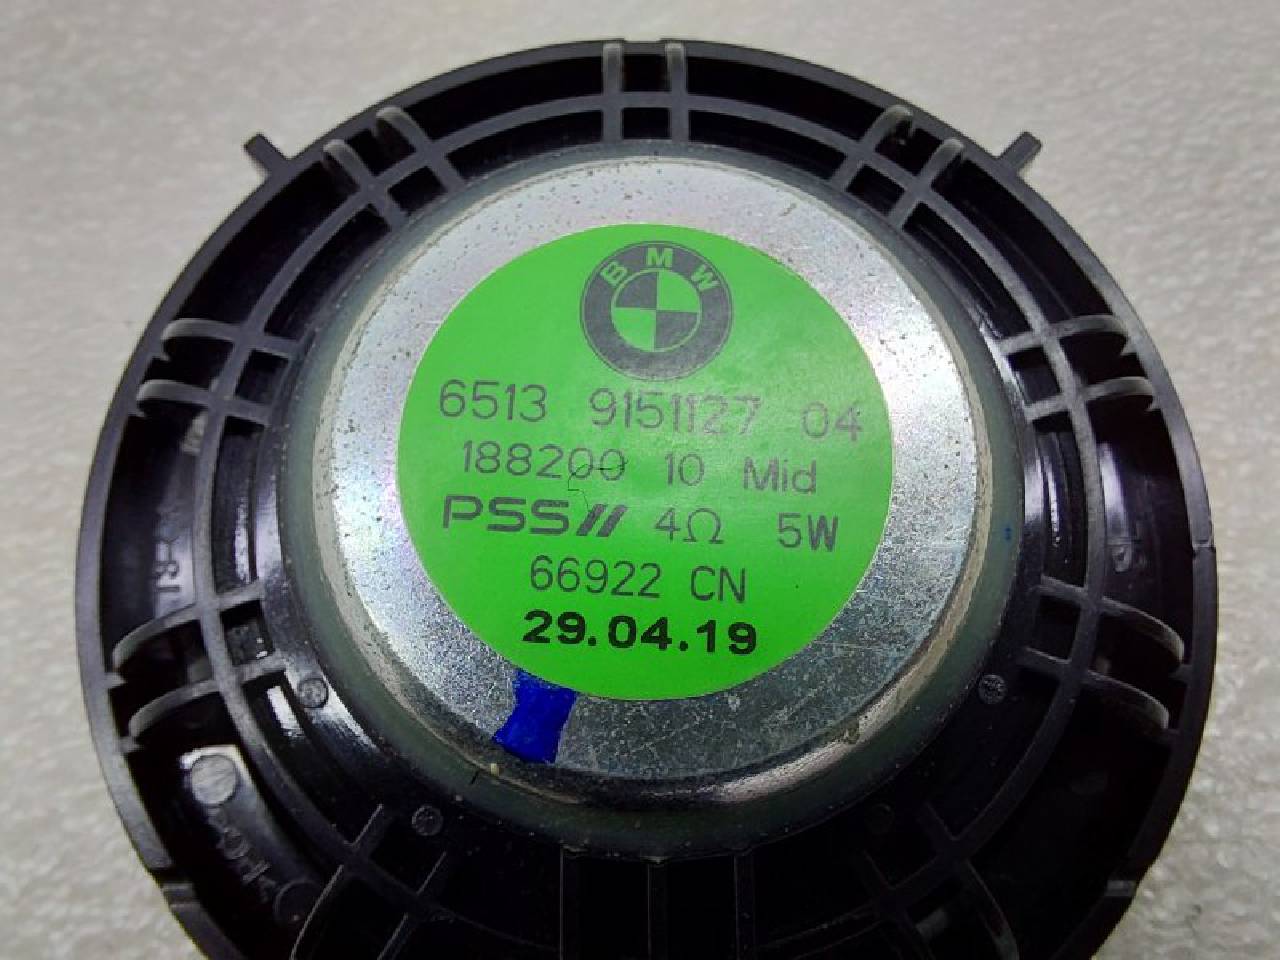 BMW
6513 9151127 04
188200 10 Mid
PSS// 4Ω 5W
66922 CN
29.04.19